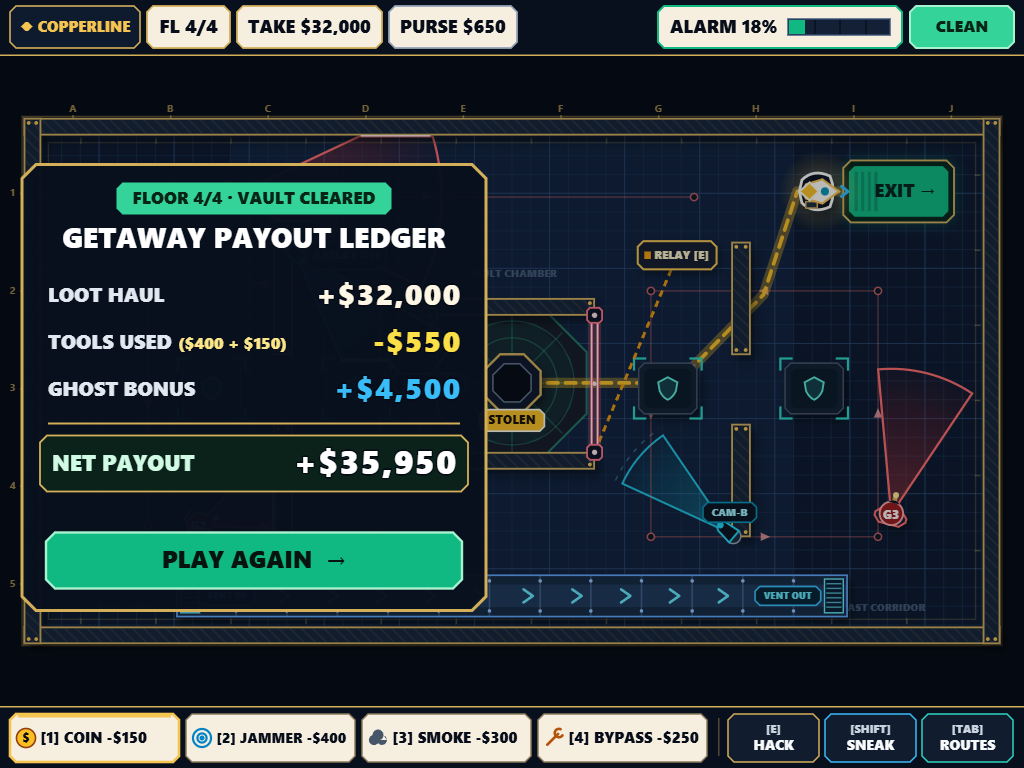 COPPERLINE
FL 4/4
TAKE $32,000
PURSE $650
ALARM 18%
CLEAN
A B C D E F G H I J
1
2
3
4
5
FLOOR 4/4 · VAULT CLEARED
GETAWAY PAYOUT LEDGER
LOOT HAUL +$32,000
TOOLS USED ($400 + $150) -$550
GHOST BONUS +$4,500
NET PAYOUT +$35,950
PLAY AGAIN →
EXIT →
RELAY [E]
CHAMBER
STOLEN
CAM-B
G3
VENT OUT
CORRIDOR
$ [1] COIN -$150
[2] JAMMER -$400
[3] SMOKE -$300
[4] BYPASS -$250
[E]
HACK
[SHIFT]
SNEAK
[TAB]
ROUTES